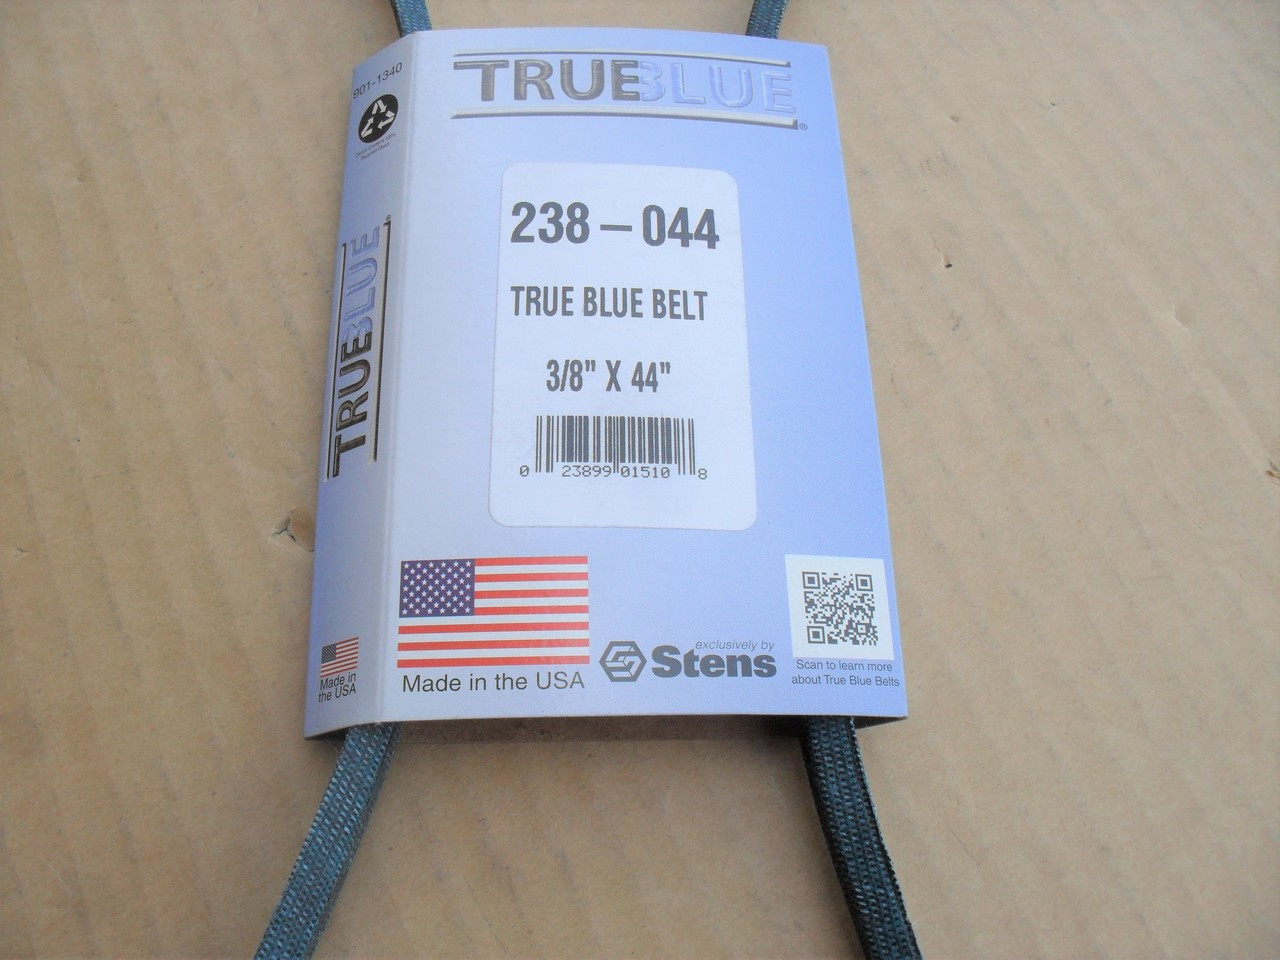 TRUEBLUE®
238-044
TRUE BLUE BELT
3/8" X 44"
0 23899 01510 8
Made in the USA
exclusively by
Stens
Scan to learn more
about True Blue Belts
901-1340
TRUEBLUE®
Made in
the USA